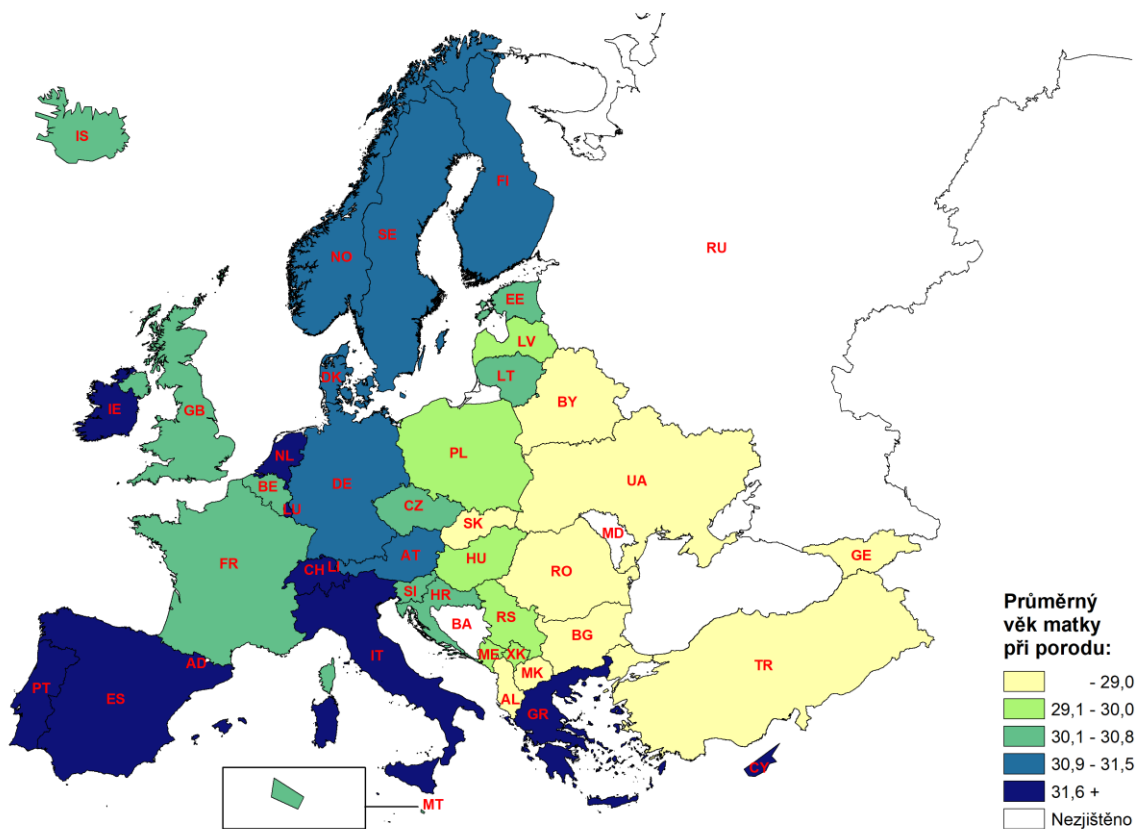 IS
FI
SE
NO
RU
EE
LV
LT
DK
BY
IE
GB
NL
PL
BE
DE
UA
LU
CZ
SK
MD
AT
HU
FR
CH
LI
RO
GE
SI
HR
BA
RS
BG
ME
XK
IT
MK
TR
AD
PT
ES
AL
GR
CY
MT
Průměrný
věk matky
při porodu:
- 29,0
29,1 - 30,0
30,1 - 30,8
30,9 - 31,5
31,6 +
Nezjištěno